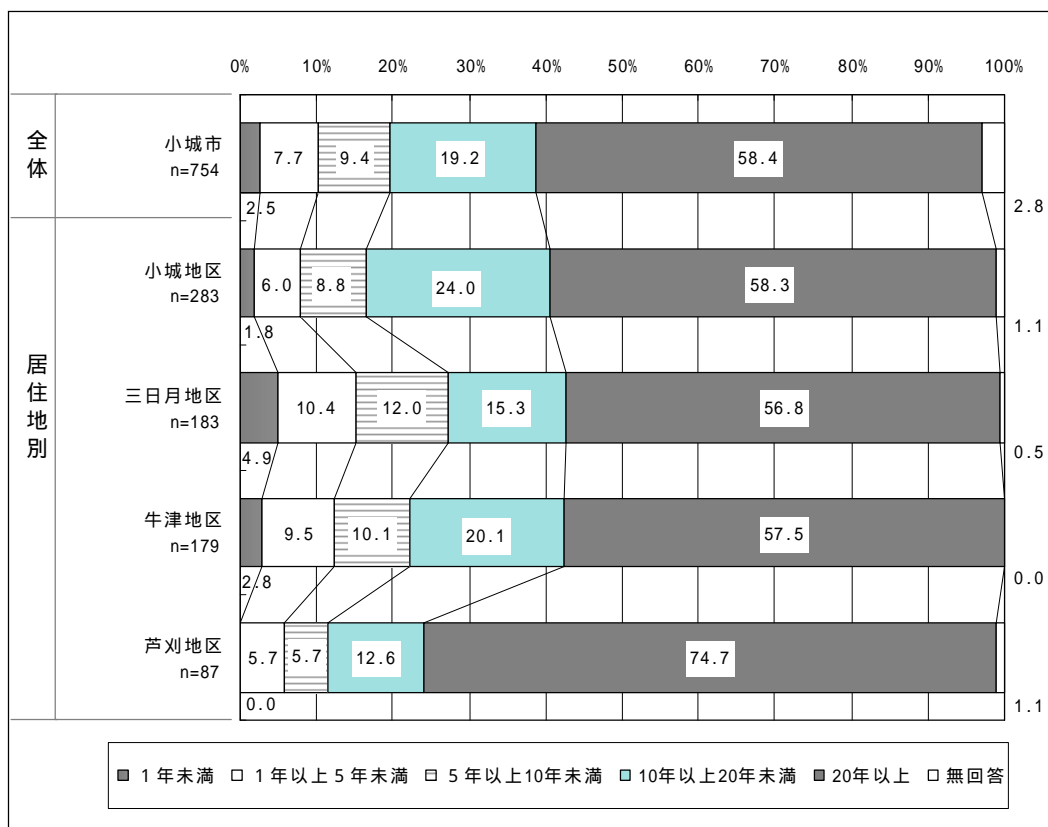 0% 10% 20% 30% 40% 50% 60% 70% 80% 90% 100%
全体
小城市
n=754
7.7 9.4 19.2 58.4
2.5 2.8
居住地別
小城地区
n=283
6.0 8.8 24.0 58.3
1.8 1.1
三日月地区
n=183
10.4 12.0 15.3 56.8
4.9 0.5
牛津地区
n=179
9.5 10.1 20.1 57.5
2.8 0.0
芦刈地区
n=87
5.7 5.7 12.6 74.7
0.0 1.1
１年未満 １年以上５年未満 ５年以上10年未満 10年以上20年未満 20年以上 無回答